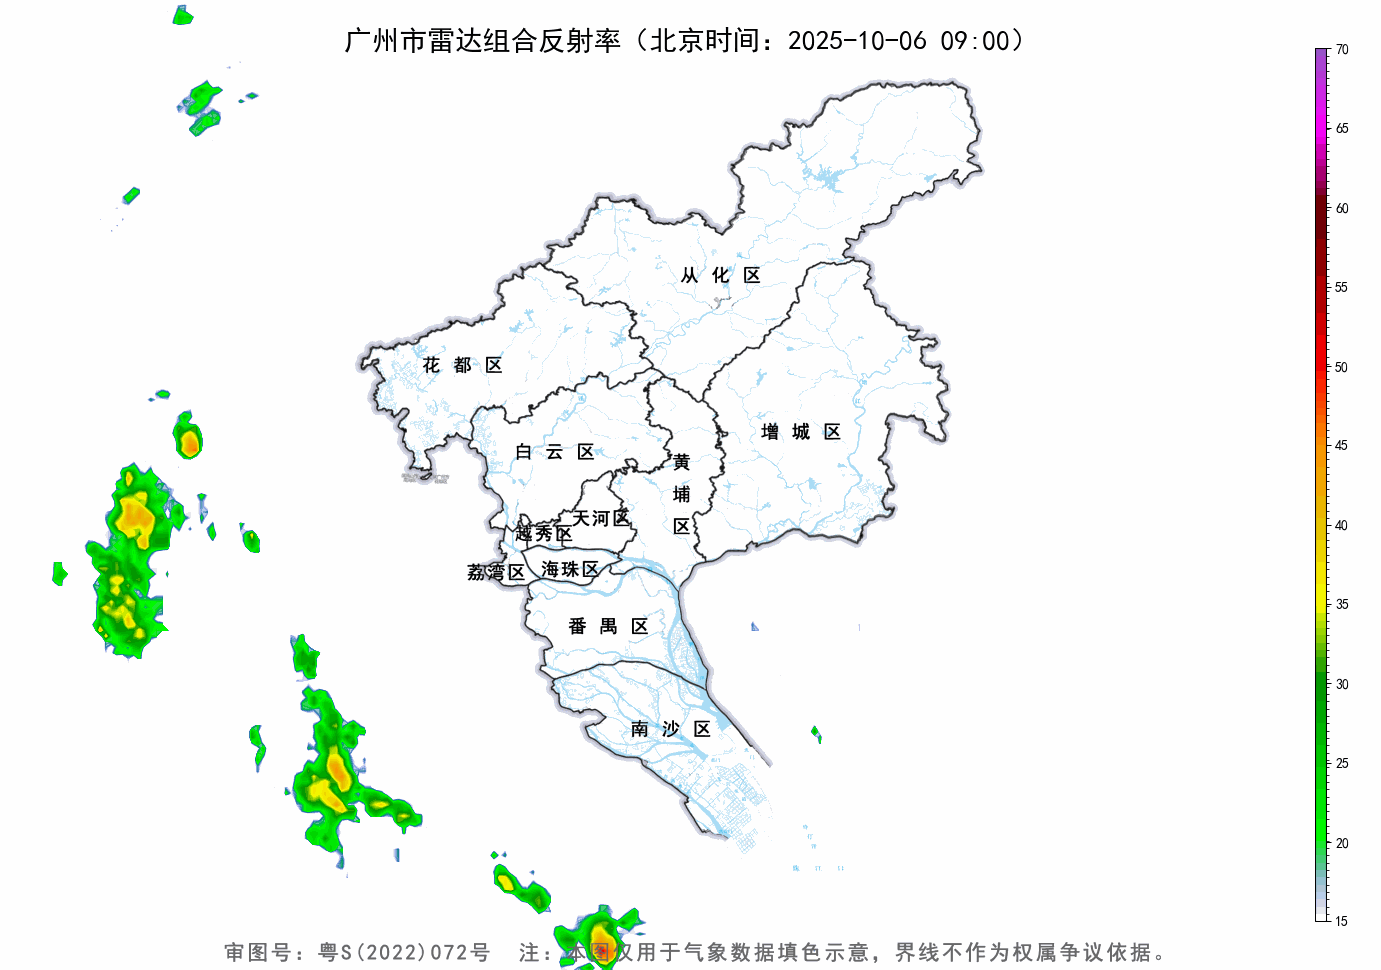 广州市雷达组合反射率（北京时间：2025-10-06 09:00）
70
65
60
55
50
45
40
35
30
25
20
15
从化区
花都区
增城区
白云区
黄埔区
天河区
越秀区
海珠区
荔湾区
番禺区
南沙区
审图号：粤S(2022)072号 注：本图仅用于气象数据填色示意，界线不作为权属争议依据。